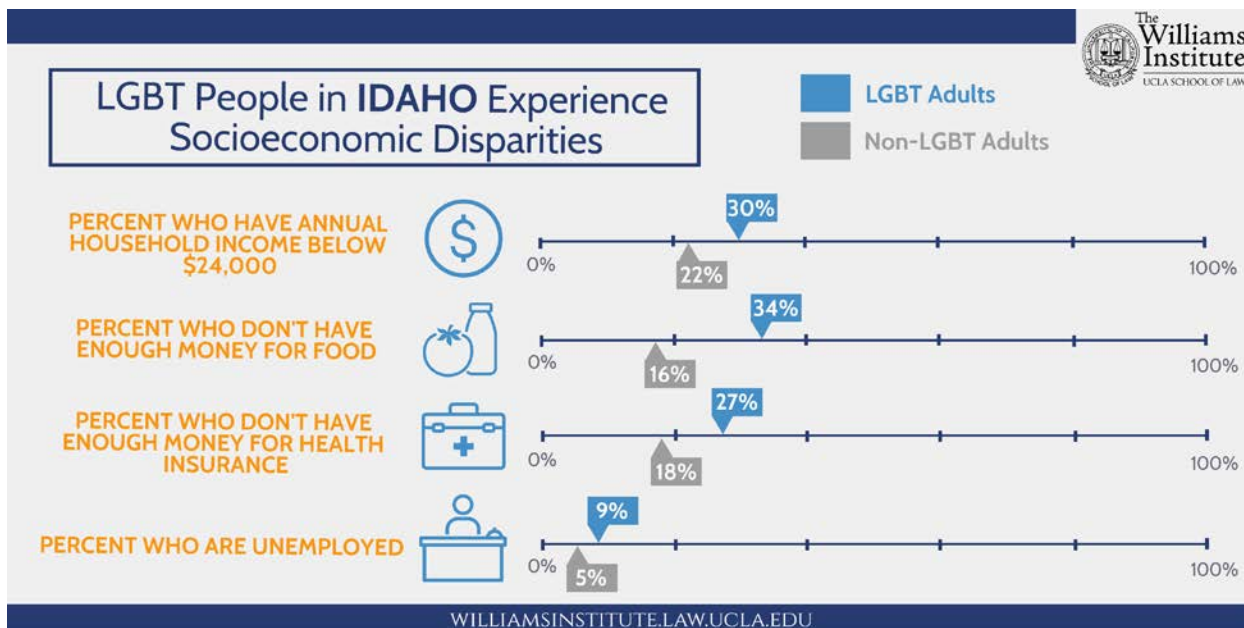 The
Williams
Institute
UCLA SCHOOL OF LAW
LGBT People in IDAHO Experience
Socioeconomic Disparities
LGBT Adults
Non-LGBT Adults
PERCENT WHO HAVE ANNUAL
HOUSEHOLD INCOME BELOW
$24,000
$
30%
0%
22%
100%
PERCENT WHO DON'T HAVE
ENOUGH MONEY FOR FOOD
34%
0%
16%
100%
PERCENT WHO DON'T HAVE
ENOUGH MONEY FOR HEALTH
INSURANCE
27%
0%
18%
100%
PERCENT WHO ARE UNEMPLOYED
9%
0%
5%
100%
WILLIAMSINSTITUTE.LAW.UCLA.EDU